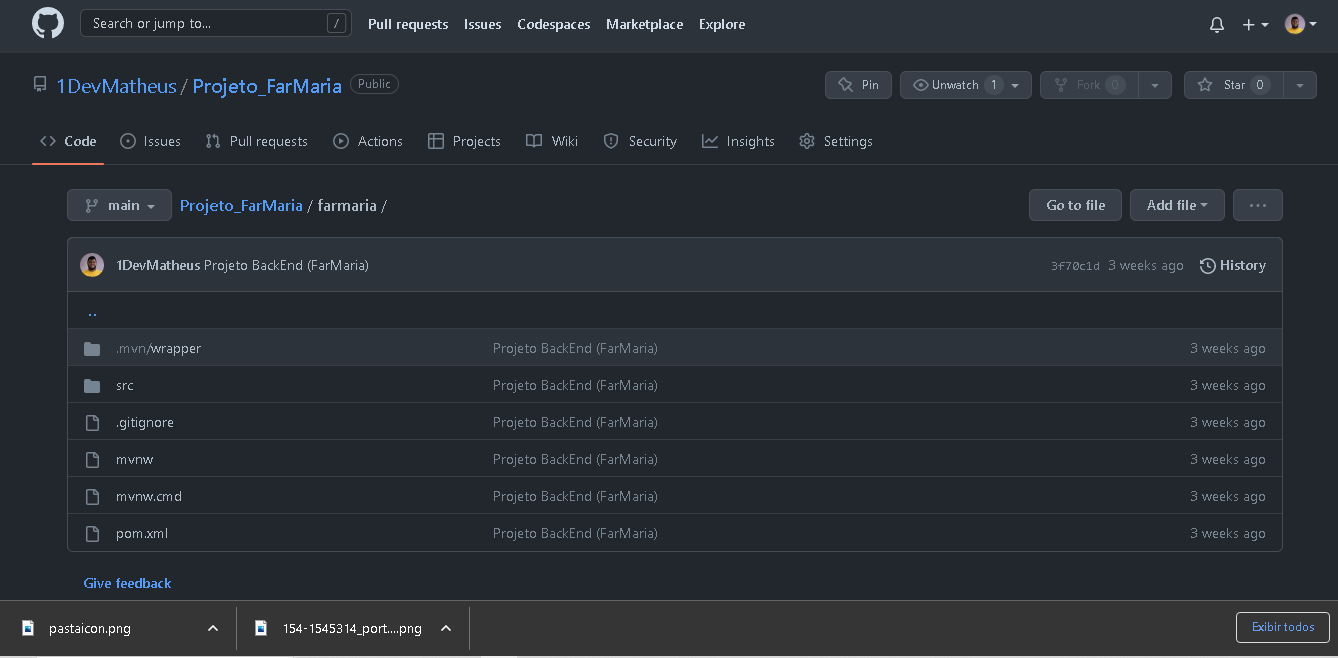 Search or jump to... /
Pull requests Issues Codespaces Marketplace Explore
1DevMatheus / Projeto_FarMaria Public
Pin Unwatch 1 Fork 0 Star 0
Code Issues Pull requests Actions Projects Wiki Security Insights Settings
main Projeto_FarMaria / farmaria /
Go to file Add file ...
1DevMatheus Projeto BackEnd (FarMaria) 3f70c1d 3 weeks ago History
..
.mvn/wrapper Projeto BackEnd (FarMaria) 3 weeks ago
src Projeto BackEnd (FarMaria) 3 weeks ago
.gitignore Projeto BackEnd (FarMaria) 3 weeks ago
mvnw Projeto BackEnd (FarMaria) 3 weeks ago
mvnw.cmd Projeto BackEnd (FarMaria) 3 weeks ago
pom.xml Projeto BackEnd (FarMaria) 3 weeks ago
Give feedback
pastaicon.png 154-1545314_port....png Exibir todos